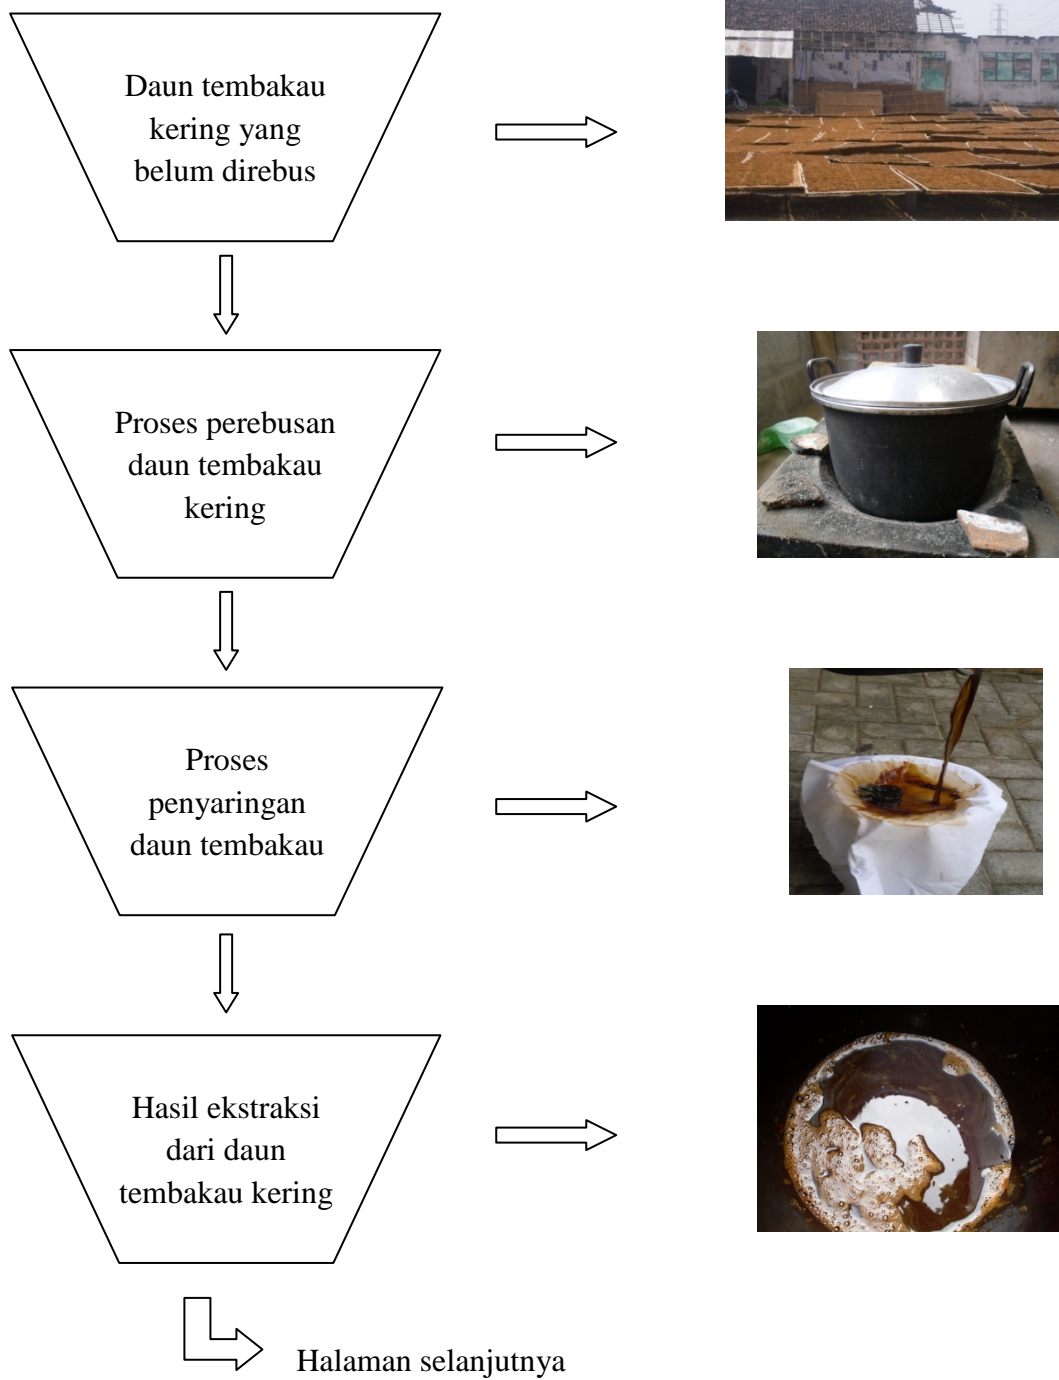 Daun tembakau
kering yang
belum direbus
Proses perebusan
daun tembakau
kering
Proses
penyaringan
daun tembakau
Hasil ekstraksi
dari daun
tembakau kering
Halaman selanjutnya